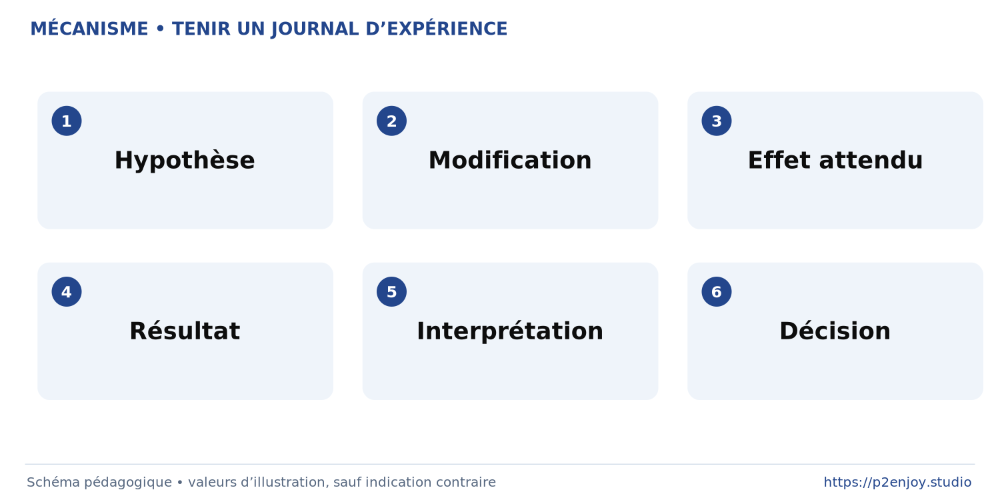 MÉCANISME • TENIR UN JOURNAL D’EXPÉRIENCE
1
Hypothèse
2
Modification
3
Effet attendu
4
Résultat
5
Interprétation
6
Décision
Schéma pédagogique • valeurs d’illustration, sauf indication contraire
https://p2enjoy.studio